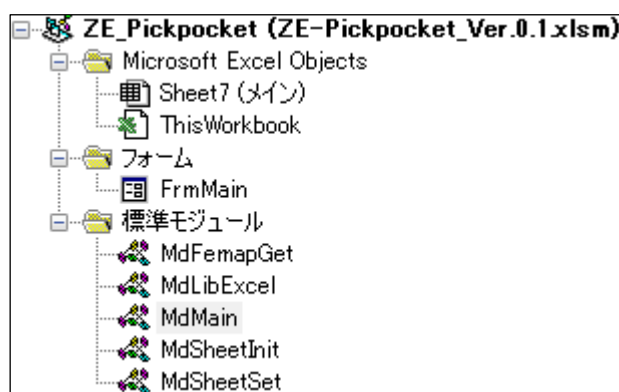 ZE_Pickpocket (ZE-Pickpocket_Ver.0.1.xlsm)
Microsoft Excel Objects
Sheet7 (メイン)
ThisWorkbook
フォーム
FrmMain
標準モジュール
MdFemapGet
MdLibExcel
MdMain
MdSheetInit
MdSheetSet